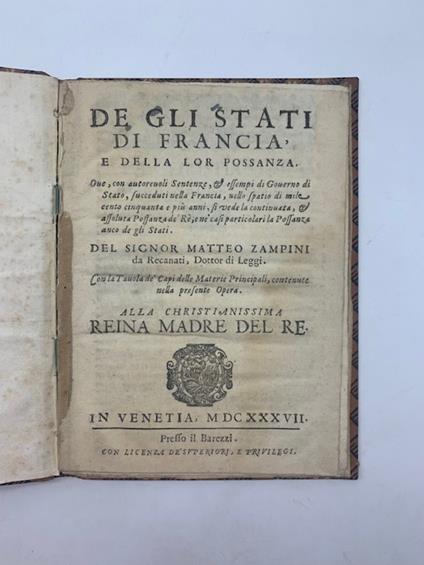 DE GLI STATI
DI FRANCIA,
E DELLA LOR POSSANZA.
Oue, con autoreuoli Sentenze, & essempi di Gouerno di
Stato, succeduti nella Francia, nello spatio di mile
cento cinquanta e più anni, si vede la continuata, &
assoluta Possanza de' Rè, e ne' casi particolari la Possanza
anco de gli Stati.
DEL SIGNOR MATTEO ZAMPINI
da Recanati, Dottor di Leggi.
Con la Tauola de' Capi delle Materie Principali, contenute
nella presente Opera.
ALLA CHRISTIANISSIMA
REINA MADRE DEL RE.
IN VENETIA, MDCXXXVII.
Presso il Barezzi.
CON LICENZA DE' SVPERIORI, E PRIVILEGI.